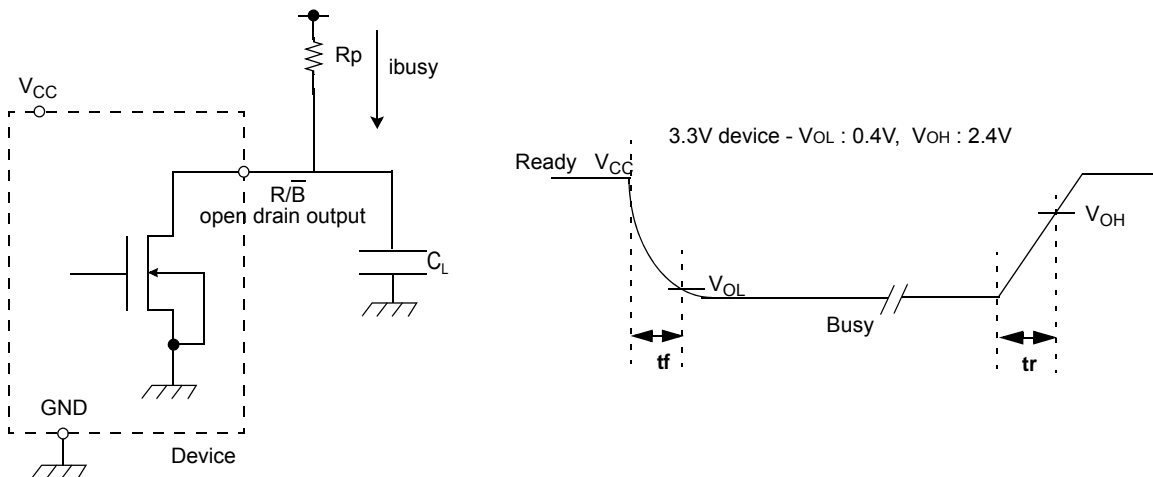 Rp
ibusy
VCC
R/B̅
open drain output
CL
GND
Device
3.3V device - VOL : 0.4V, VOH : 2.4V
Ready VCC
VOH
VOL
Busy
tf
tr